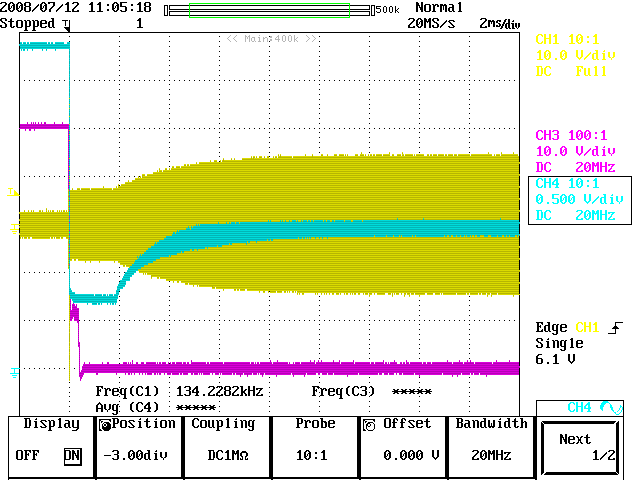 2008/07/12 11:05:18 500k Normal
Stopped 1 20MS/s 2ms/div
<< Main:400k >>
CH1 10:1
10.0 V/div
DC Full
CH3 100:1
10.0 V/div
DC 20MHz
CH4 10:1
0.500 V/div
DC 20MHz
Edge CH1
Single
6.1 V
Freq(C1) 134.2282kHz Freq(C3) *****
Avg (C4) *****
CH4
Display Position Coupling Probe Offset Bandwidth
OFF ON -3.00div DC1MΩ 10:1 0.000 V 20MHz
Next
1/2